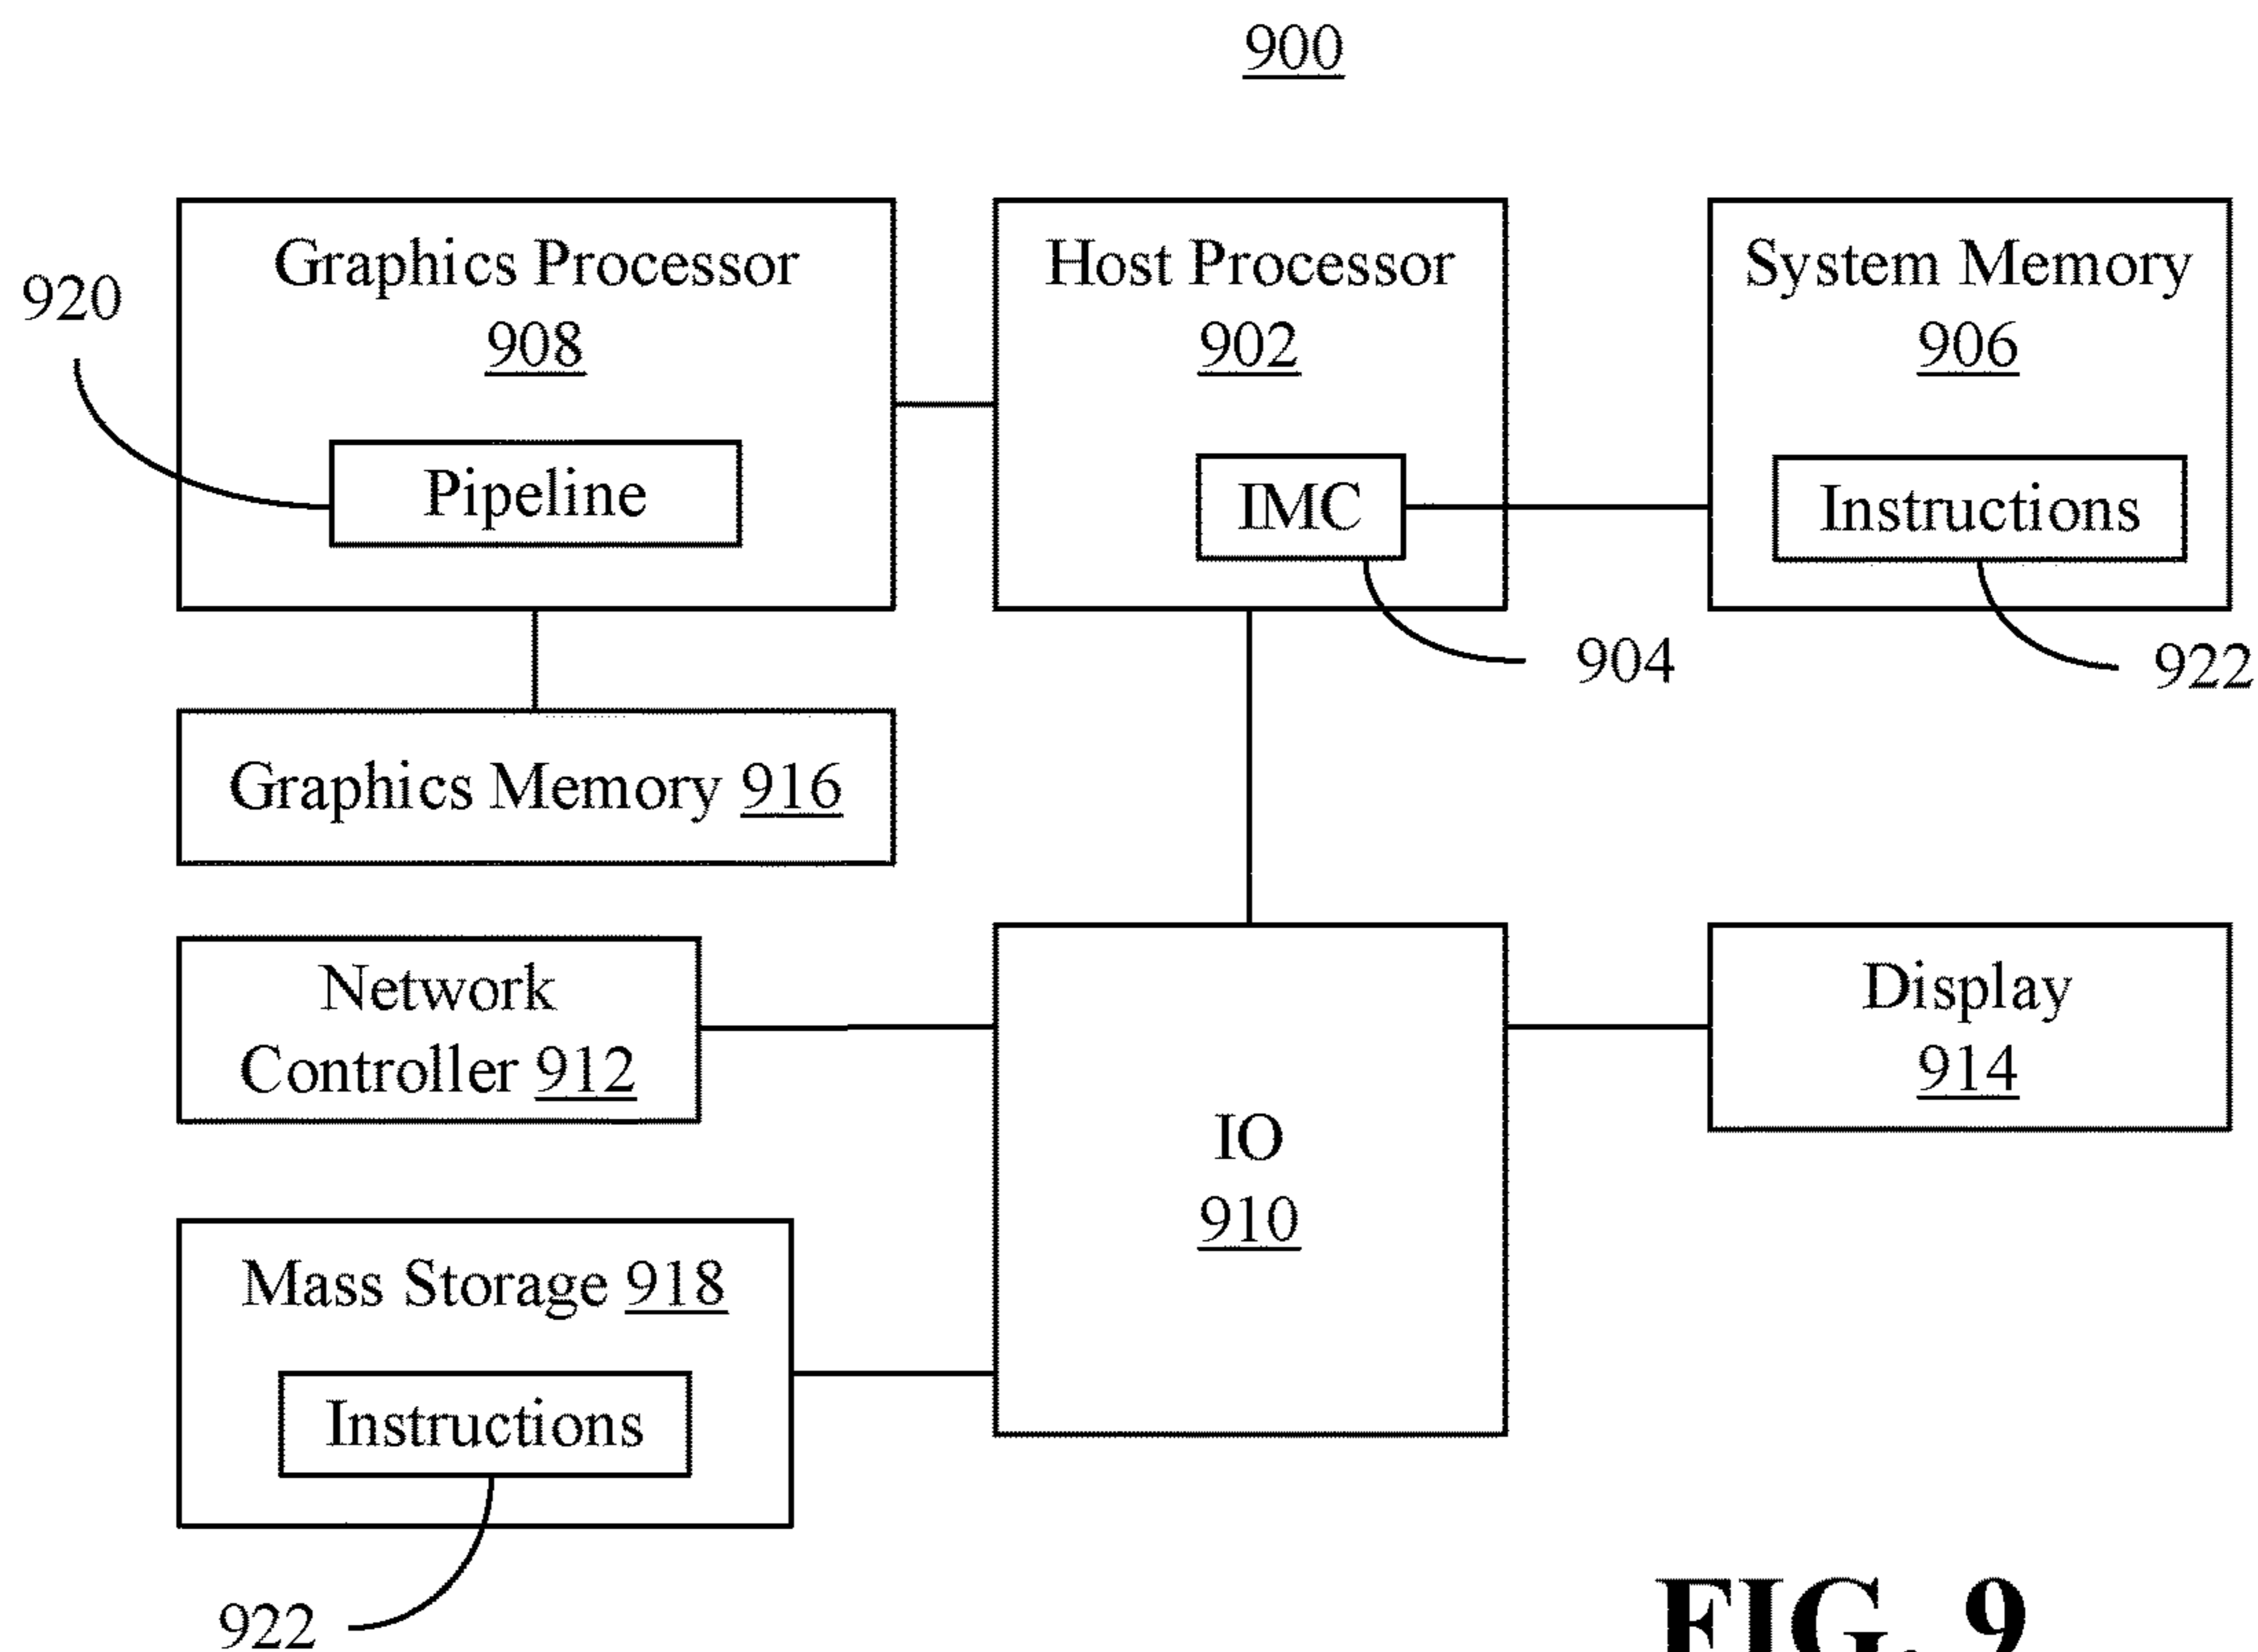 900
Graphics Processor
908
920
Pipeline
Host Processor
902
IMC
904
System Memory
906
Instructions
922
Graphics Memory 916
Network
Controller 912
IO
910
Display
914
Mass Storage 918
Instructions
922
FIG. 9